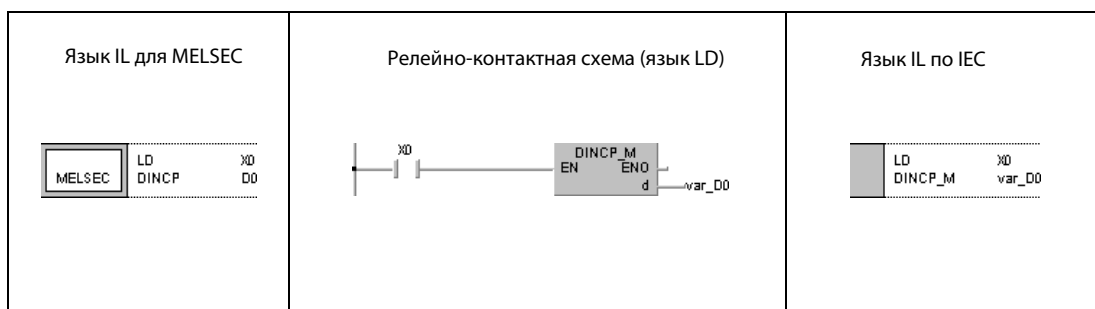 Язык IL для MELSEC
MELSEC
LD X0
DINCP D0
Релейно-контактная схема (язык LD)
X0
DINCP_M
EN ENO
d var_D0
Язык IL по IEC
LD X0
DINCP_M var_D0